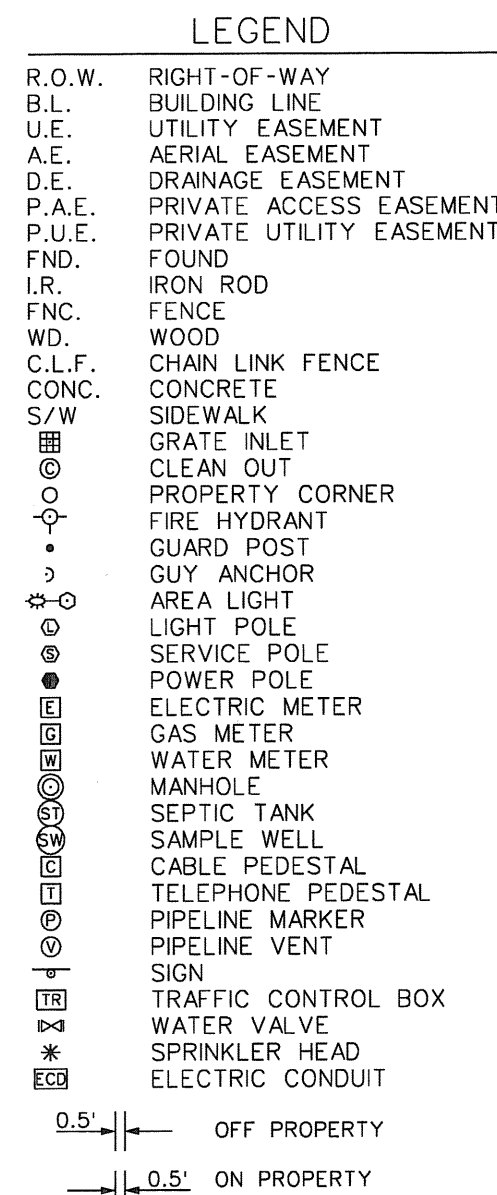 LEGEND
R.O.W. RIGHT-OF-WAY
B.L. BUILDING LINE
U.E. UTILITY EASEMENT
A.E. AERIAL EASEMENT
D.E. DRAINAGE EASEMENT
P.A.E. PRIVATE ACCESS EASEMENT
P.U.E. PRIVATE UTILITY EASEMENT
FND. FOUND
I.R. IRON ROD
FNC. FENCE
WD. WOOD
C.L.F. CHAIN LINK FENCE
CONC. CONCRETE
S/W SIDEWALK
GRATE INLET
C CLEAN OUT
PROPERTY CORNER
FIRE HYDRANT
GUARD POST
GUY ANCHOR
AREA LIGHT
L LIGHT POLE
S SERVICE POLE
POWER POLE
E ELECTRIC METER
G GAS METER
W WATER METER
MANHOLE
ST SEPTIC TANK
SW SAMPLE WELL
C CABLE PEDESTAL
T TELEPHONE PEDESTAL
P PIPELINE MARKER
V PIPELINE VENT
SIGN
TR TRAFFIC CONTROL BOX
WATER VALVE
SPRINKLER HEAD
ECD ELECTRIC CONDUIT
0.5' OFF PROPERTY
0.5' ON PROPERTY